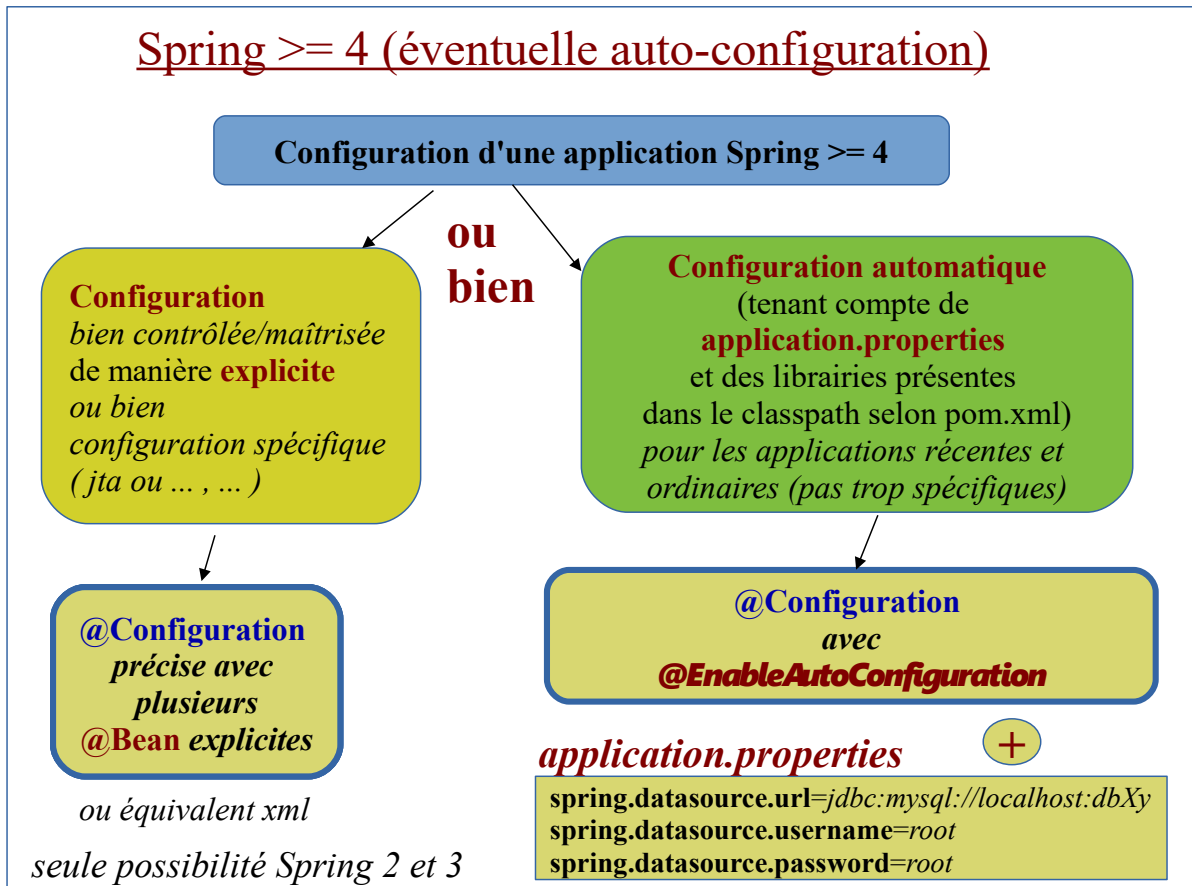 Spring >= 4 (éventuelle auto-configuration)
Configuration d'une application Spring >= 4
ou
bien
Configuration
bien contrôlée/maîtrisée
de manière explicite
ou bien
configuration spécifique
( jta ou ... , ... )
Configuration automatique
(tenant compte de
application.properties
et des librairies présentes
dans le classpath selon pom.xml)
pour les applications récentes et
ordinaires (pas trop spécifiques)
@Configuration
précise avec
plusieurs
@Bean explicites
ou équivalent xml
seule possibilité Spring 2 et 3
@Configuration
avec
@EnableAutoConfiguration
+
application.properties
spring.datasource.url=jdbc:mysql://localhost:dbXy
spring.datasource.username=root
spring.datasource.password=root